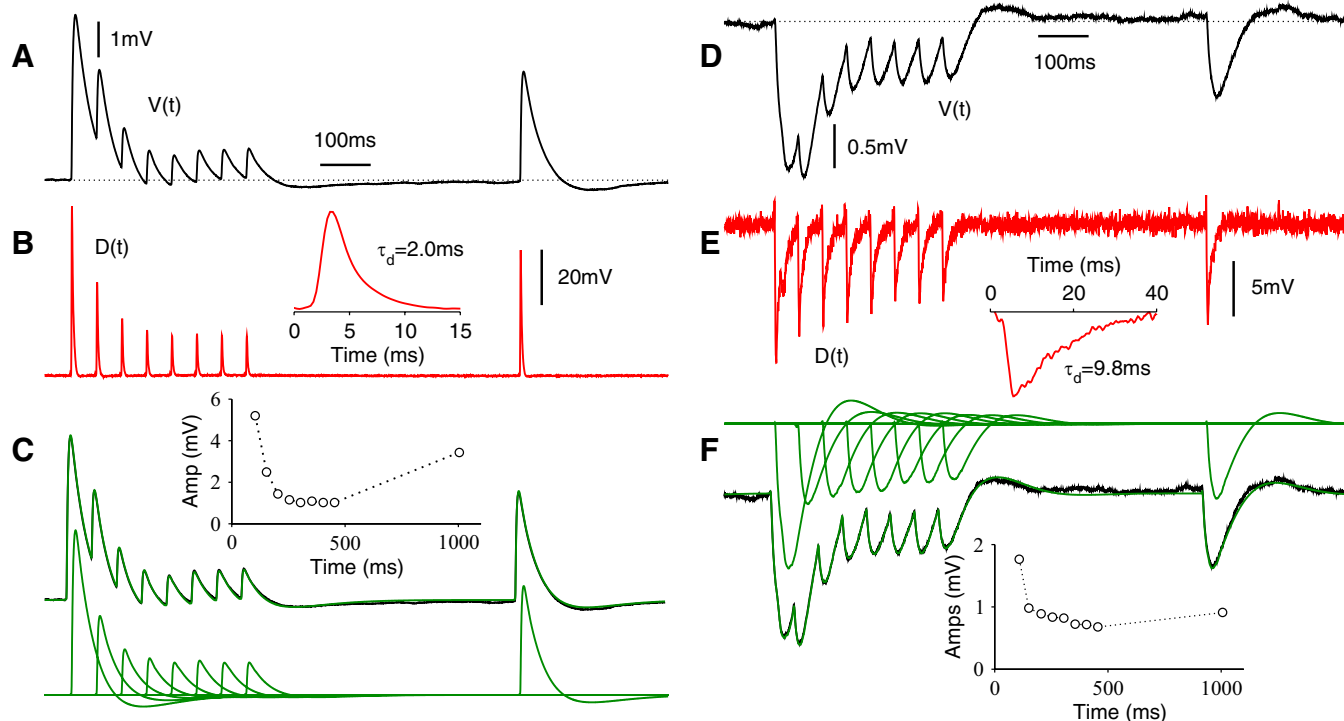 A
1mV
V(t)
100ms
B
D(t)
τd=2.0ms
20mV
0 5 10 15
Time (ms)
C
Amp (mV)
6
4
2
0
0 500 1000
Time (ms)
D
100ms
V(t)
0.5mV
E
Time (ms)
0 20 40
5mV
D(t)
τd=9.8ms
F
Amps (mV)
2
1
0
0 500 1000
Time (ms)